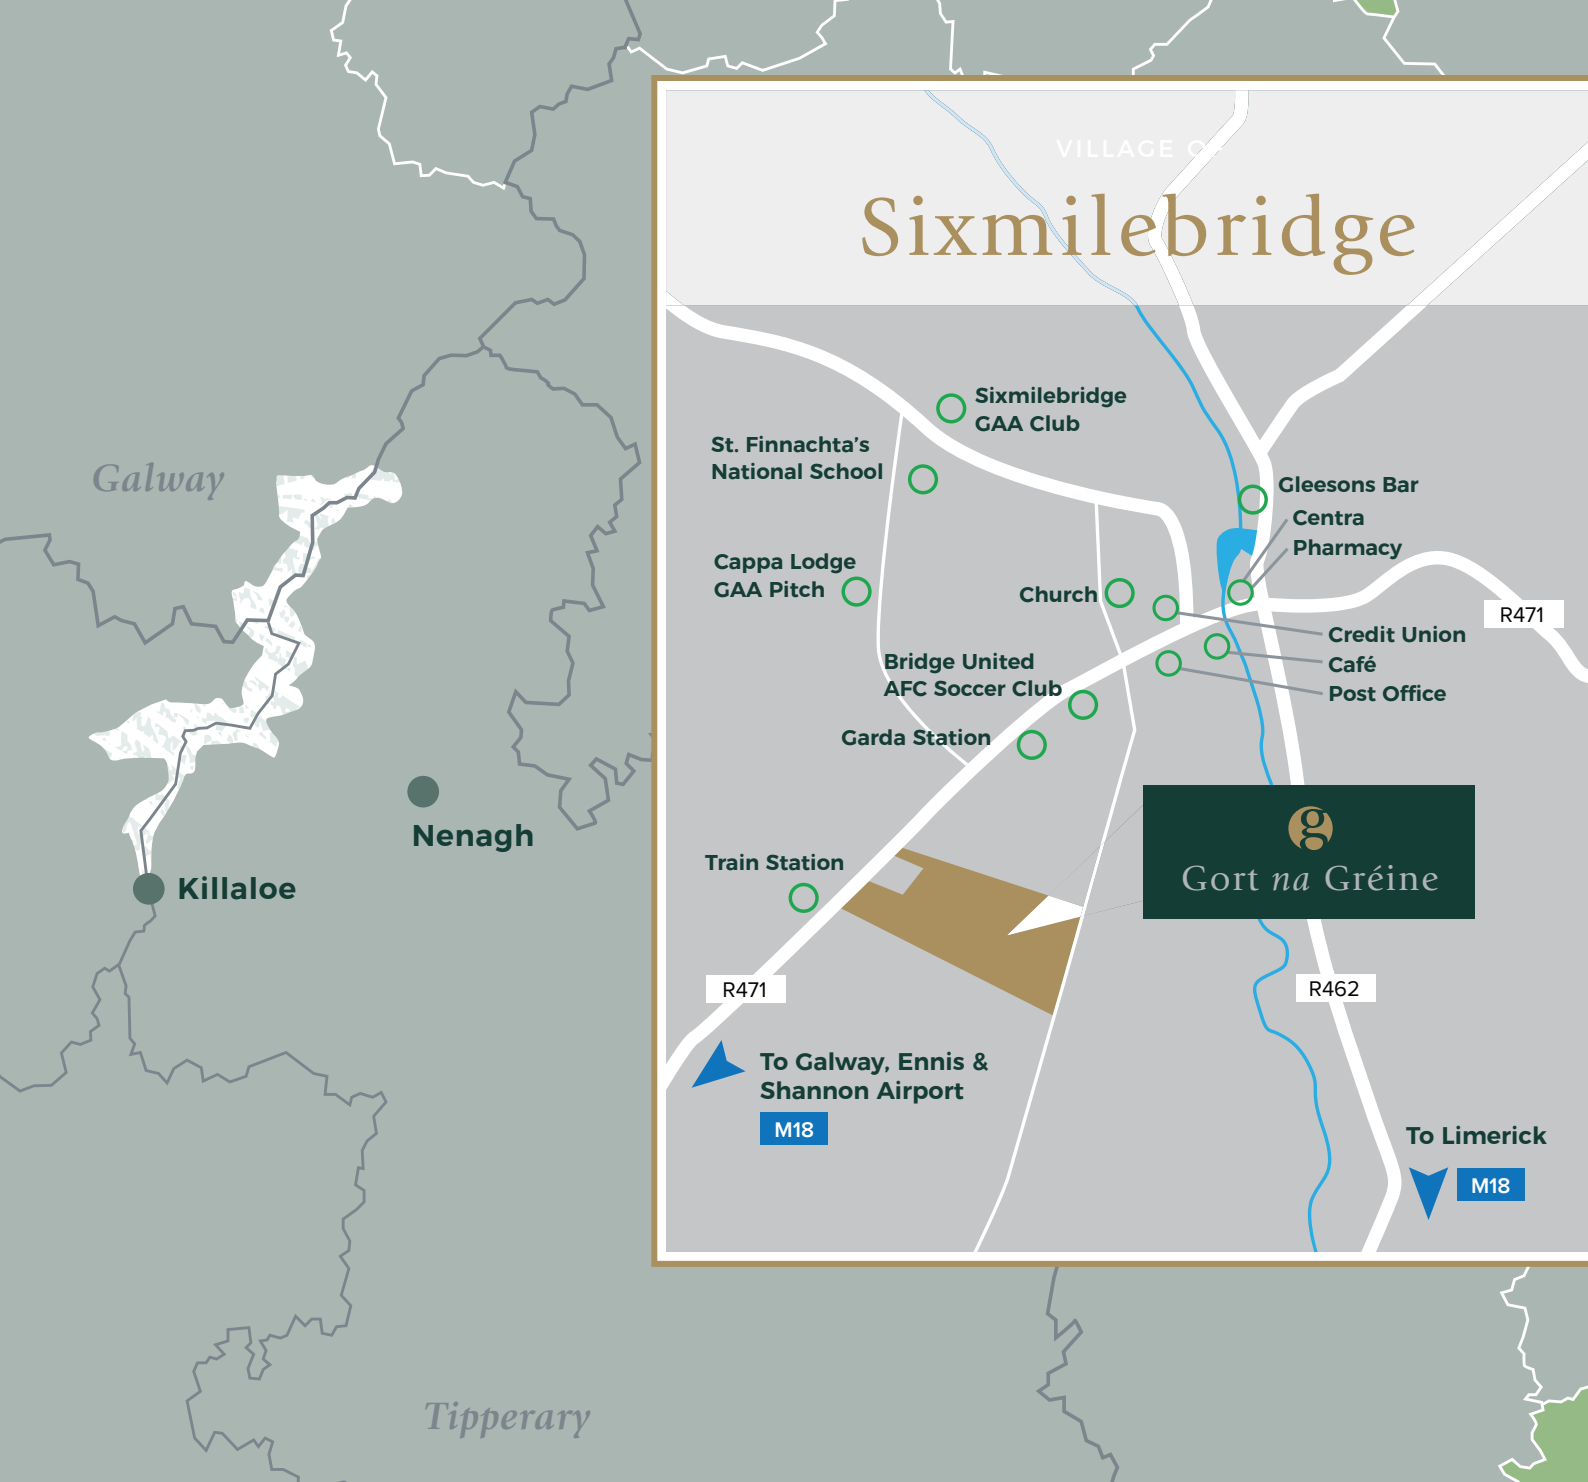 VILLAGE OF
Sixmilebridge
Sixmilebridge
GAA Club
St. Finnachta’s
National School
Gleesons Bar
Centra
Pharmacy
Cappa Lodge
GAA Pitch
Church
R471
Credit Union
Café
Post Office
Bridge United
AFC Soccer Club
Garda Station
g
Gort na Gréine
Train Station
R471
R462
To Galway, Ennis &
Shannon Airport
M18
To Limerick
M18
Galway
Nenagh
Killaloe
Tipperary